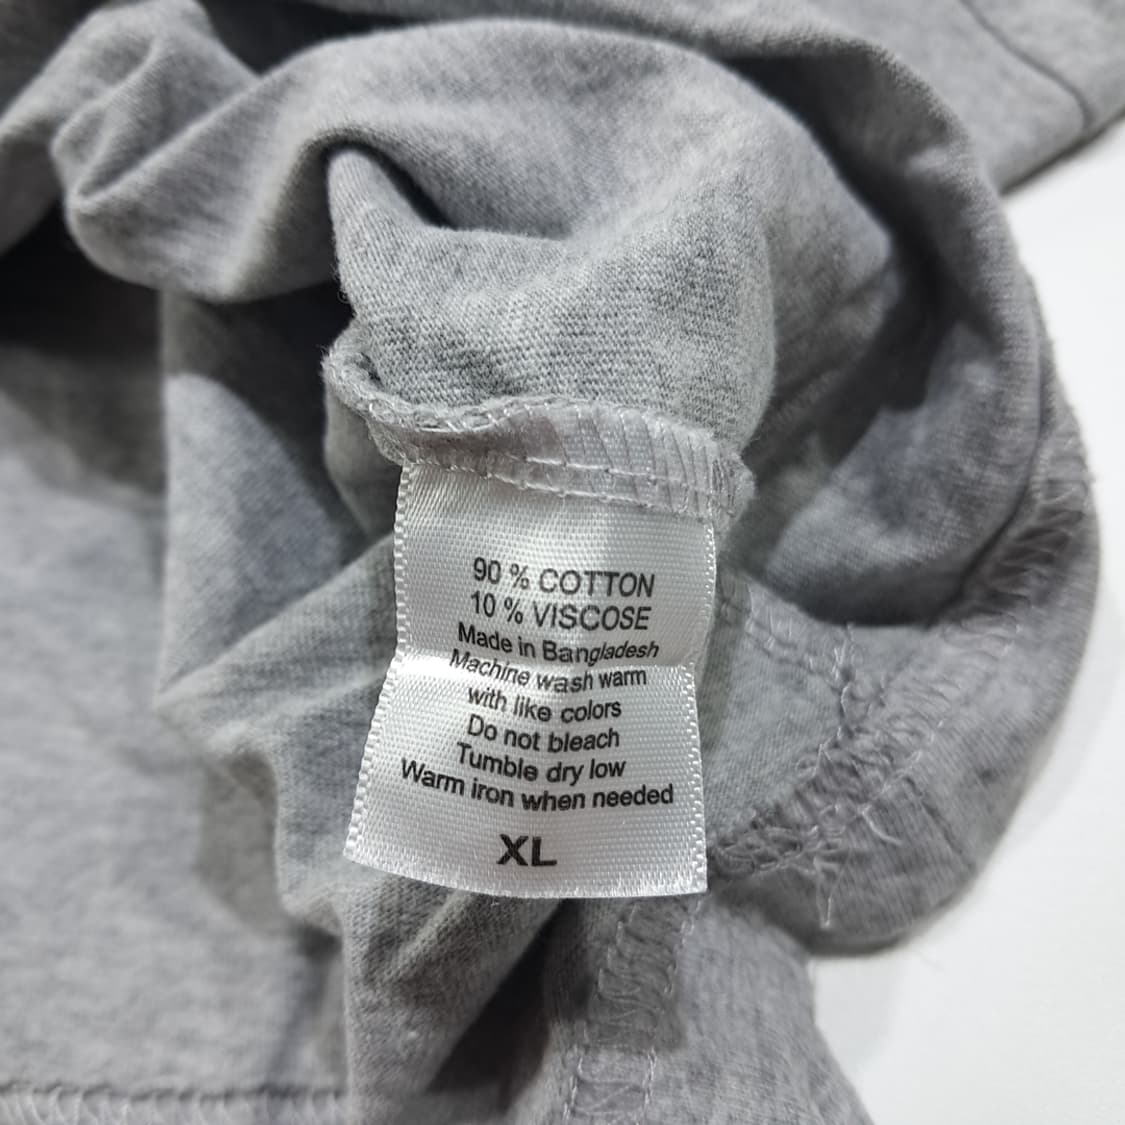 90 % COTTON
10 % VISCOSE
Made in Bangladesh
Machine wash warm
with like colors
Do not bleach
Tumble dry low
Warm iron when needed
XL